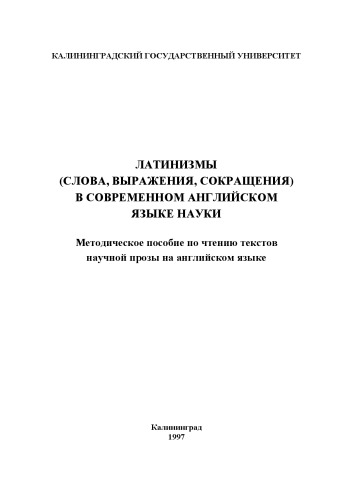 КАЛИНИНГРАДСКИЙ ГОСУДАРСТВЕННЫЙ УНИВЕРСИТЕТ
ЛАТИНИЗМЫ
(СЛОВА, ВЫРАЖЕНИЯ, СОКРАЩЕНИЯ)
В СОВРЕМЕННОМ АНГЛИЙСКОМ
ЯЗЫКЕ НАУКИ
Методическое пособие по чтению текстов
научной прозы на английском языке
Калининград
1997